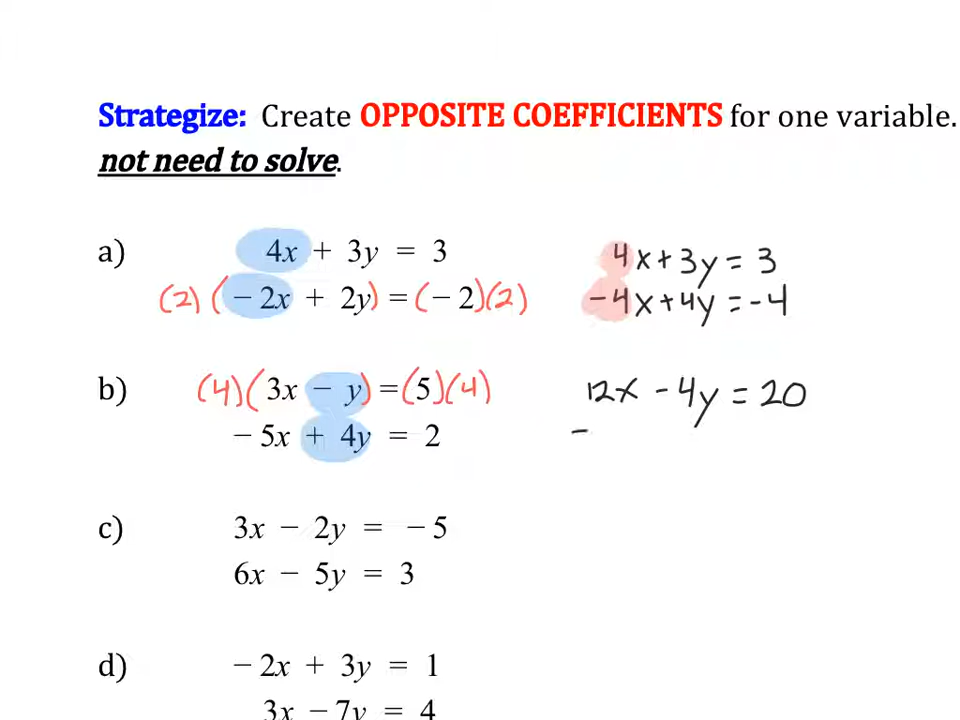 Strategize: Create OPPOSITE COEFFICIENTS for one variable.
not need to solve.
a) 4x + 3y = 3 4x + 3y = 3
(2)(− 2x + 2y) = (− 2)(2) −4x + 4y = −4
b) (4)(3x − y) = (5)(4) 12x − 4y = 20
− 5x + 4y = 2 −
c) 3x − 2y = − 5
6x − 5y = 3
d) − 2x + 3y = 1
3x − 7y = 4